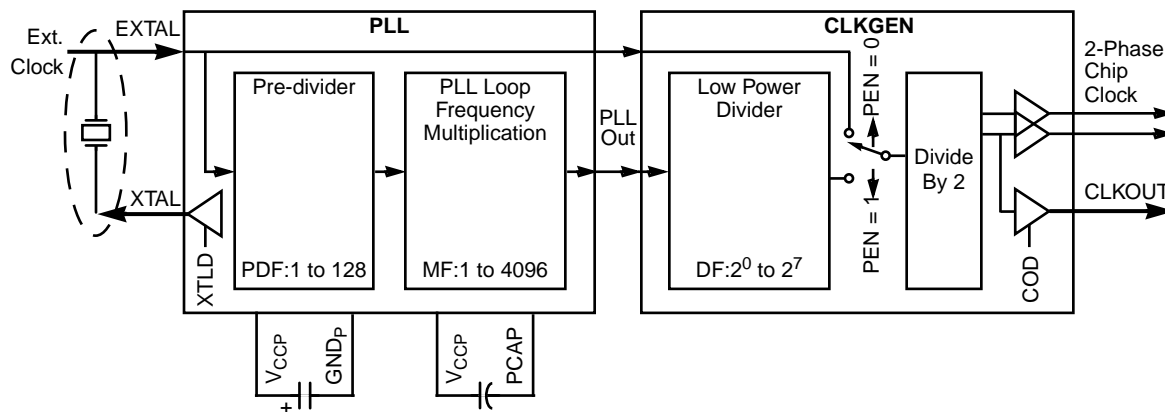 Ext.
Clock
EXTAL
XTAL
PLL
Pre-divider
PDF:1 to 128
PLL Loop
Frequency
Multiplication
MF:1 to 4096
XTLD
VCCP
GNDP
+
VCCP
PCAP
PLL
Out
CLKGEN
Low Power
Divider
DF:2⁰ to 2⁷
PEN = 0
PEN = 1
Divide
By 2
COD
2-Phase
Chip
Clock
CLKOUT